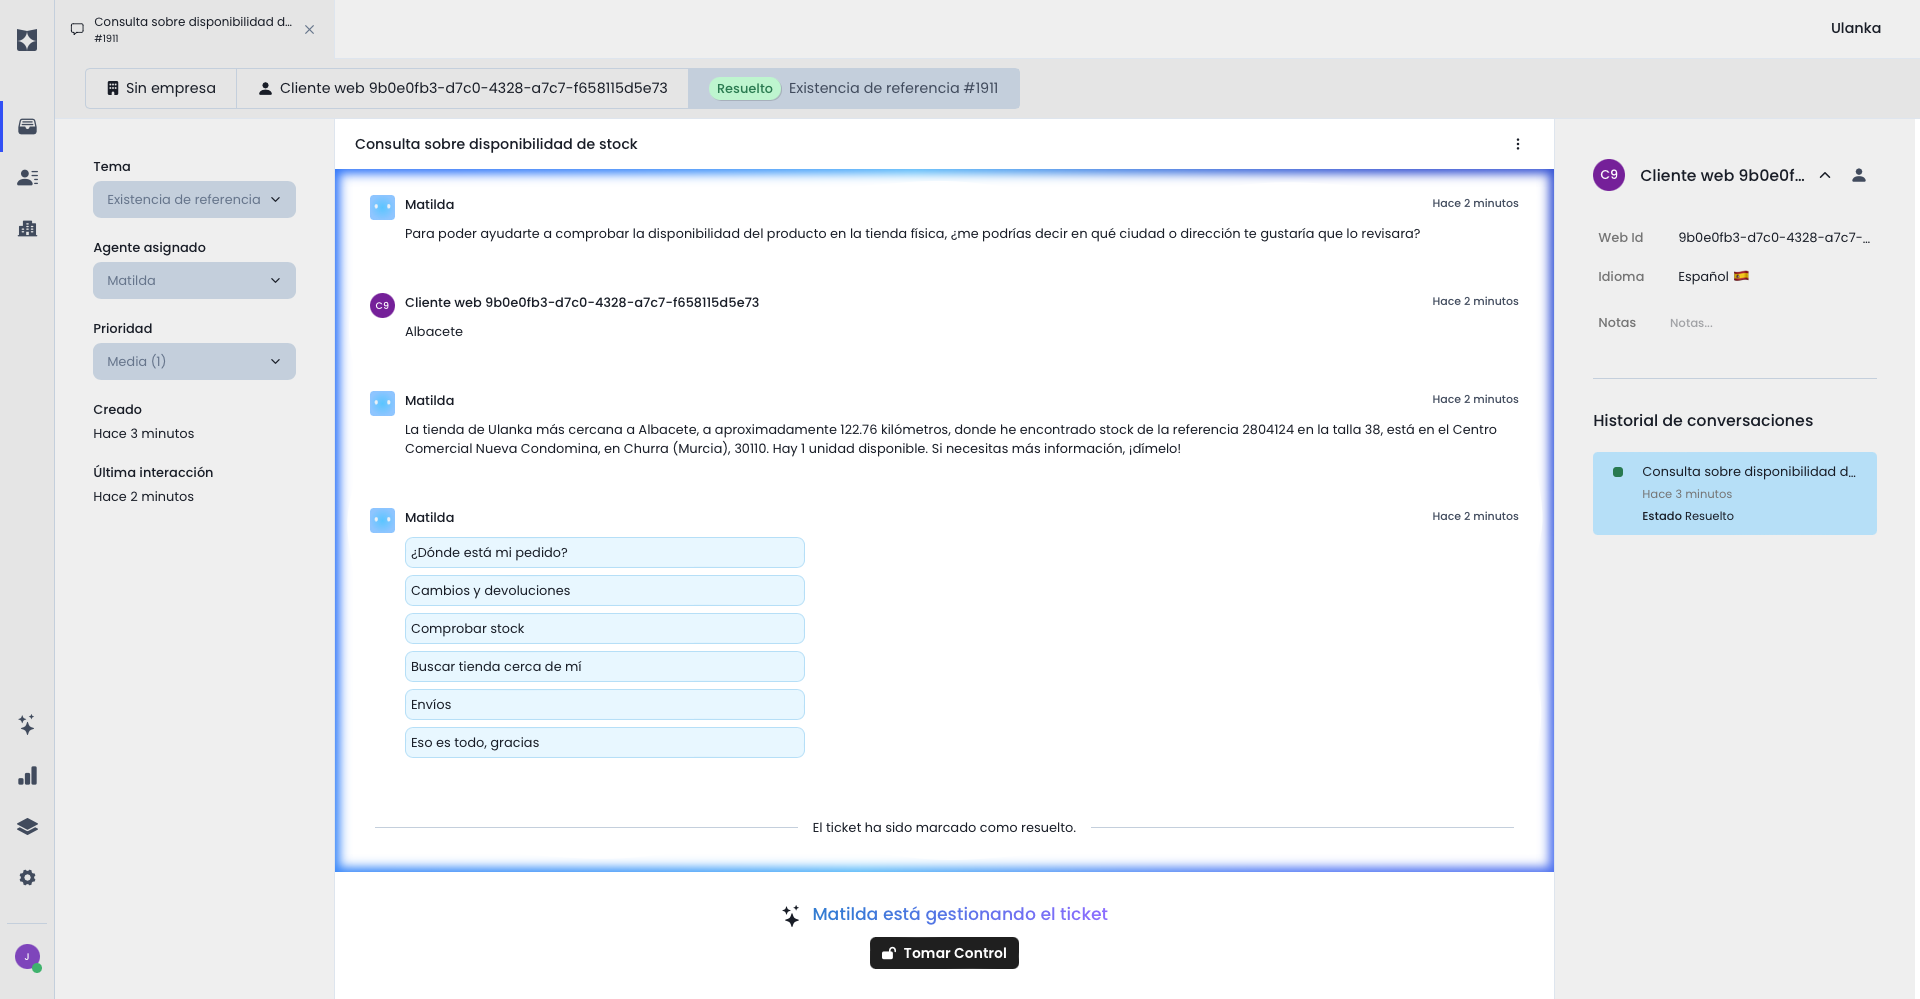 Consulta sobre disponibilidad d...
#1911
Ulanka
Sin empresa
Cliente web 9b0e0fb3-d7c0-4328-a7c7-f658115d5e73
Resuelto
Existencia de referencia #1911
Tema
Existencia de referencia
Agente asignado
Matilda
Prioridad
Media (1)
Creado
Hace 3 minutos
Última interacción
Hace 2 minutos
Consulta sobre disponibilidad de stock
Matilda
Hace 2 minutos
Para poder ayudarte a comprobar la disponibilidad del producto en la tienda física, ¿me podrías decir en qué ciudad o dirección te gustaría que lo revisara?
C9
Cliente web 9b0e0fb3-d7c0-4328-a7c7-f658115d5e73
Hace 2 minutos
Albacete
Matilda
Hace 2 minutos
La tienda de Ulanka más cercana a Albacete, a aproximadamente 122.76 kilómetros, donde he encontrado stock de la referencia 2804124 en la talla 38, está en el Centro
Comercial Nueva Condomina, en Churra (Murcia), 30110. Hay 1 unidad disponible. Si necesitas más información, ¡dímelo!
Matilda
Hace 2 minutos
¿Dónde está mi pedido?
Cambios y devoluciones
Comprobar stock
Buscar tienda cerca de mí
Envíos
Eso es todo, gracias
El ticket ha sido marcado como resuelto.
Matilda está gestionando el ticket
Tomar Control
C9
Cliente web 9b0e0f...
Web Id
9b0e0fb3-d7c0-4328-a7c7-...
Idioma
Español 🇪🇸
Notas
Notas...
Historial de conversaciones
Consulta sobre disponibilidad d...
Hace 3 minutos
Estado Resuelto
J